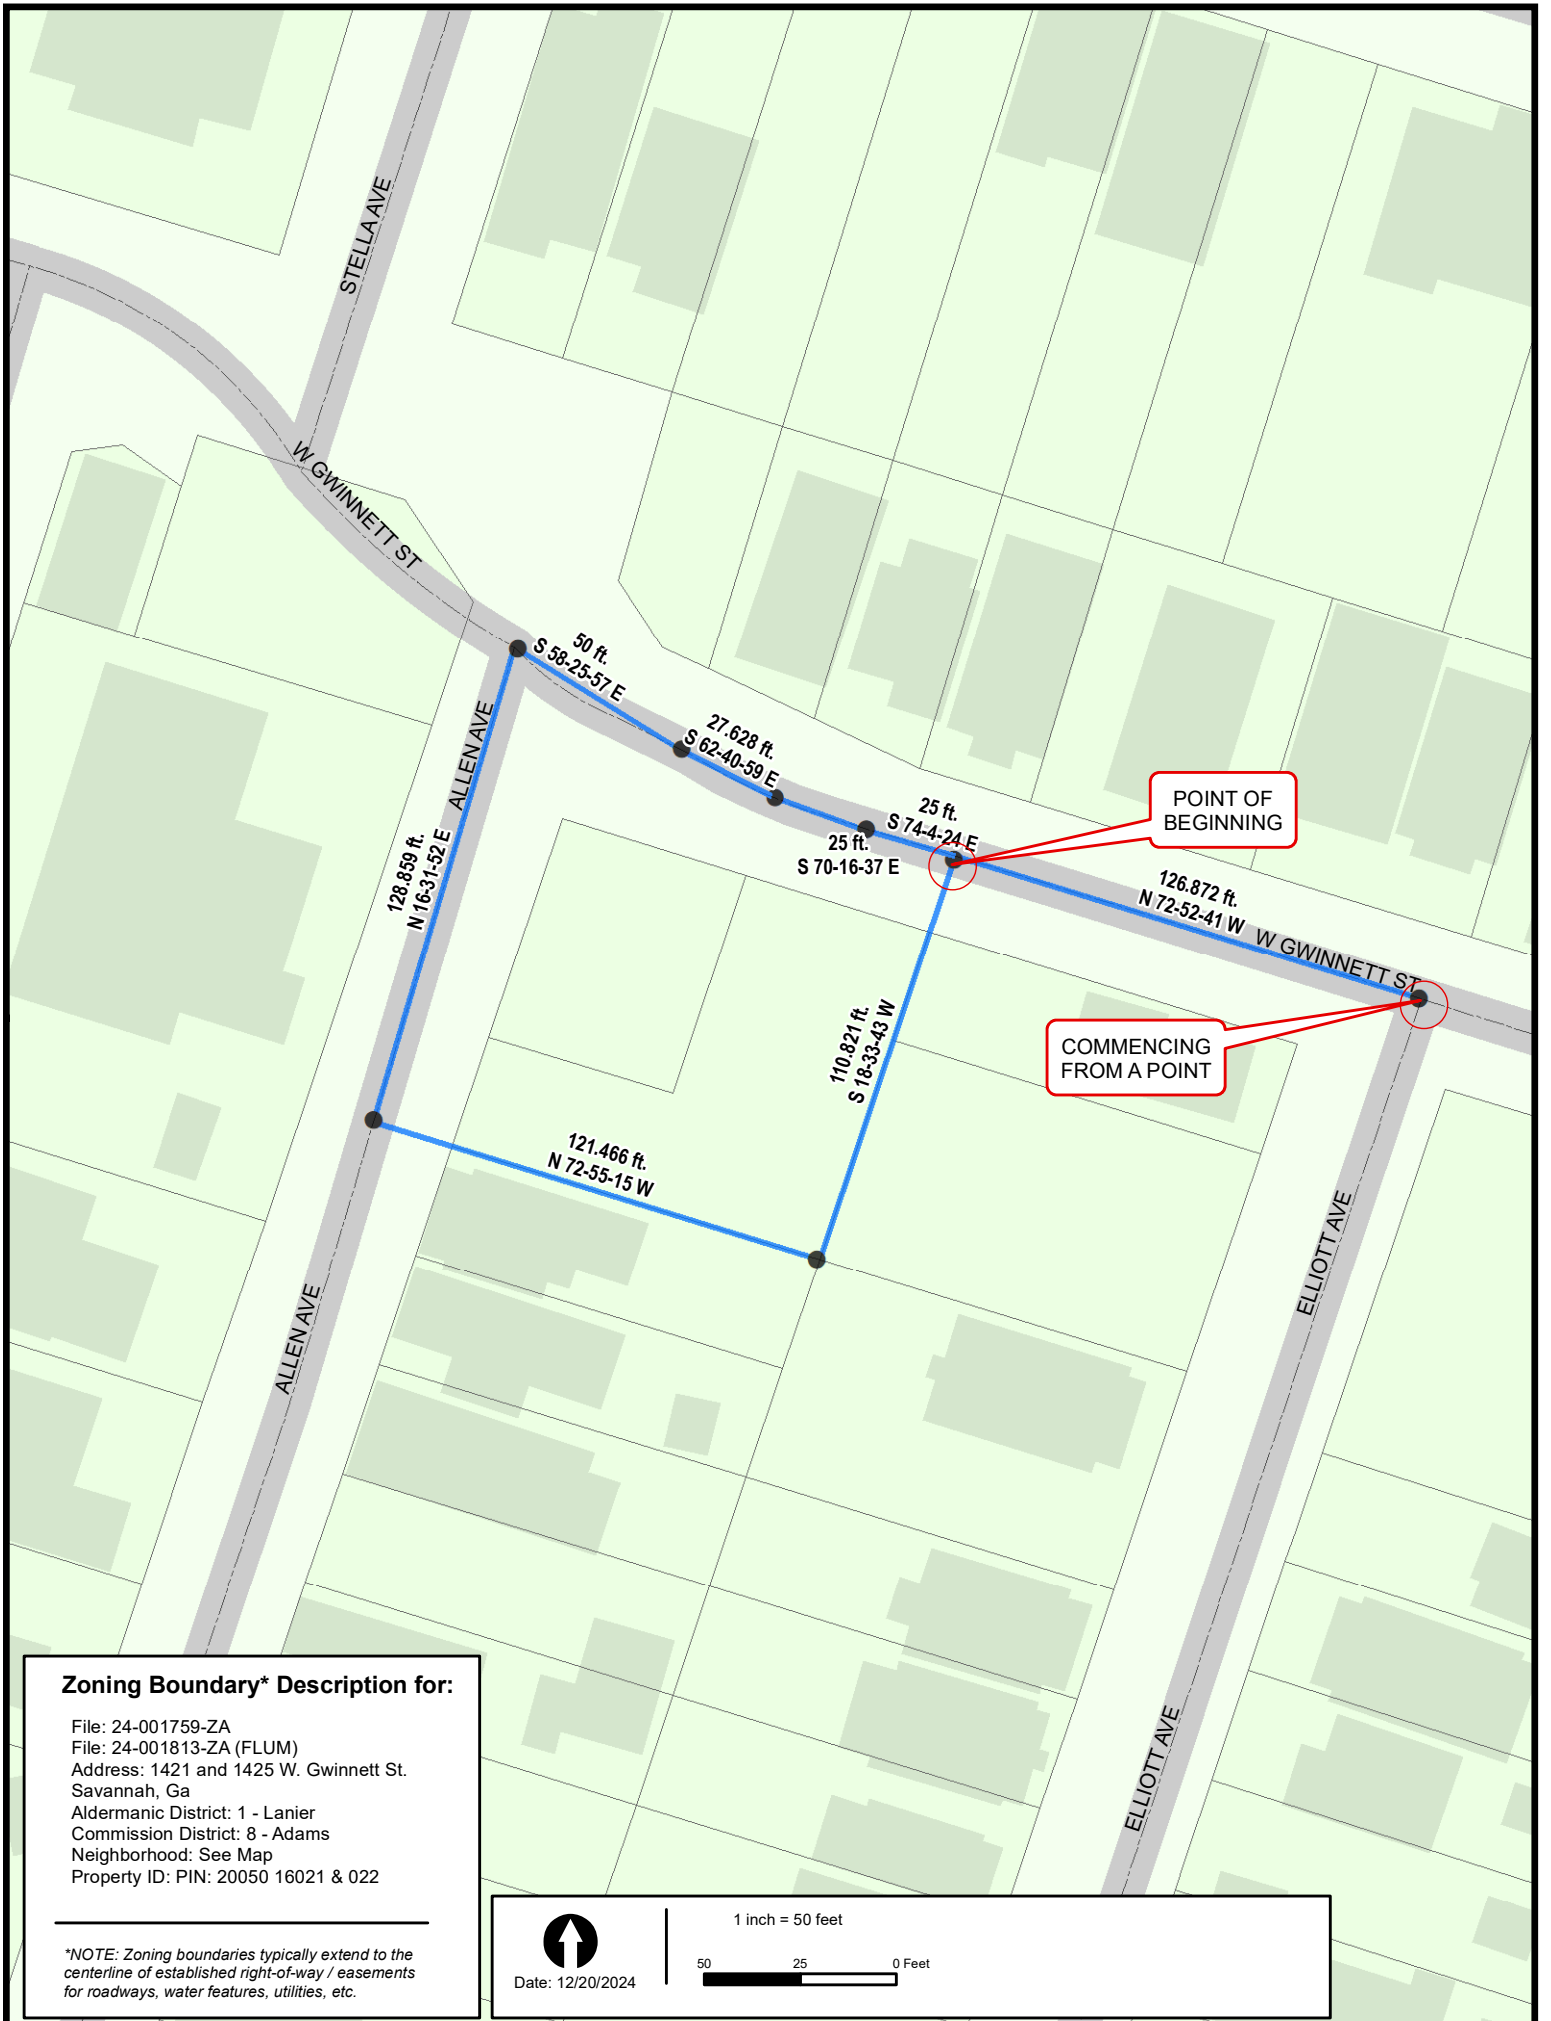 STELLA AVE
W GWINNETT ST
50 ft.
S 58-25-57 E
27.628 ft.
S 62-40-59 E
25 ft.
S 74-4-24 E
25 ft.
S 70-16-37 E
POINT OF
BEGINNING
126.872 ft.
N 72-52-41 W
W GWINNETT ST
ALLEN AVE
128.859 ft.
N 16-31-52 E
110.821 ft.
S 18-33-43 W
COMMENCING
FROM A POINT
121.466 ft.
N 72-55-15 W
ELLIOTT AVE
ALLEN AVE
ELLIOTT AVE
Zoning Boundary* Description for:
File: 24-001759-ZA
File: 24-001813-ZA (FLUM)
Address: 1421 and 1425 W. Gwinnett St.
Savannah, Ga
Aldermanic District: 1 - Lanier
Commission District: 8 - Adams
Neighborhood: See Map
Property ID: PIN: 20050 16021 & 022
*NOTE: Zoning boundaries typically extend to the
centerline of established right-of-way / easements
for roadways, water features, utilities, etc.
Date: 12/20/2024
1 inch = 50 feet
50 25 0 Feet